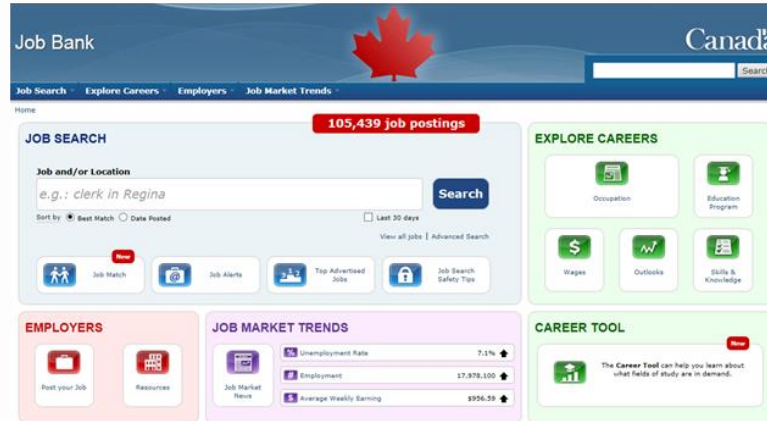 Job Bank
Canada
Search
Job Search Explore Careers Employers Job Market Trends
Home
105,439 job postings
JOB SEARCH
Job and/or Location
e.g.: clerk in Regina
Search
Sort by Best Match Date Posted
Last 30 days
View all jobs | Advanced Search
New
Job Match
Job Alerts
Top Advertised
Jobs
Job Search
Safety Tips
EXPLORE CAREERS
Occupation
Education
Program
Wages
Outlooks
Skills &
Knowledge
EMPLOYERS
Post your Job
Resources
JOB MARKET TRENDS
Job Market
News
% Unemployment Rate 7.1%
# Employment 17,978,100
$ Average Weekly Earning $956.59
CAREER TOOL
New
The Career Tool can help you learn about
what fields of study are in demand.